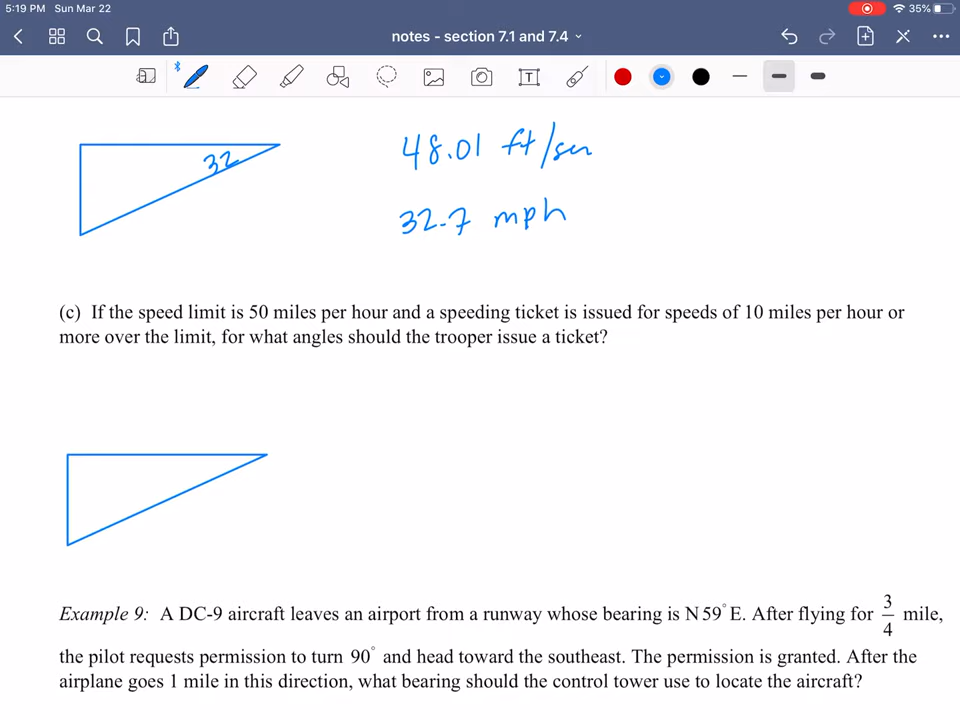 5:19 PM Sun Mar 22
35%
notes - section 7.1 and 7.4
T
32
48.01 ft/sec
32.7 mph
(c) If the speed limit is 50 miles per hour and a speeding ticket is issued for speeds of 10 miles per hour or
more over the limit, for what angles should the trooper issue a ticket?
Example 9: A DC-9 aircraft leaves an airport from a runway whose bearing is N 59° E. After flying for 3/4 mile,
the pilot requests permission to turn 90° and head toward the southeast. The permission is granted. After the
airplane goes 1 mile in this direction, what bearing should the control tower use to locate the aircraft?